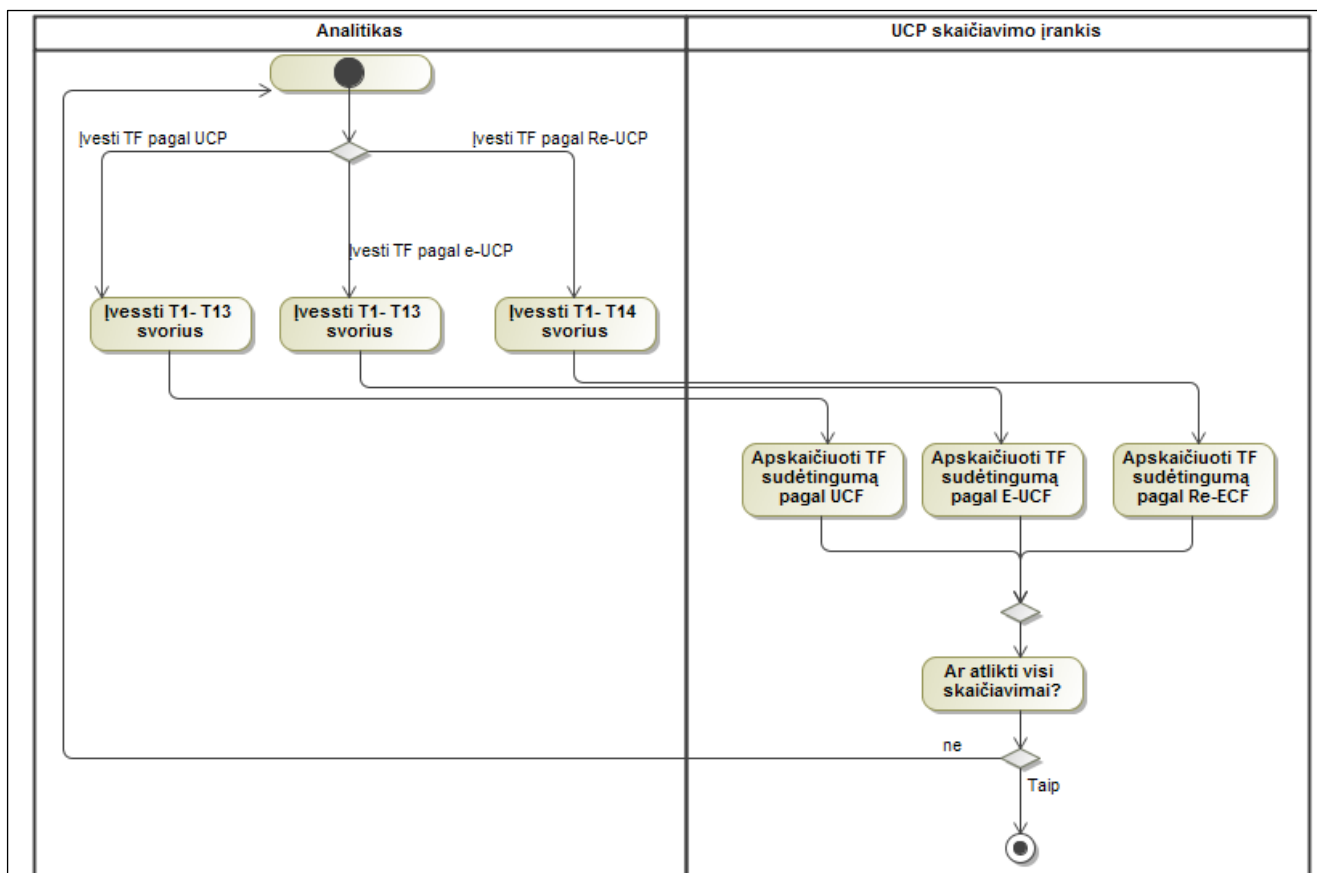 Analitikas
UCP skaičiavimo įrankis
Įvesti TF pagal UCP
Įvesti TF pagal Re-UCP
Įvesti TF pagal e-UCP
Įvessti T1- T13
svorius
Įvessti T1- T13
svorius
Įvessti T1- T14
svorius
Apskaičiuoti TF
sudėtingumą
pagal UCF
Apskaičiuoti TF
sudėtingumą
pagal E-UCF
Apskaičiuoti TF
sudėtingumą
pagal Re-ECF
Ar atlikti visi
skaičiavimai?
ne
Taip